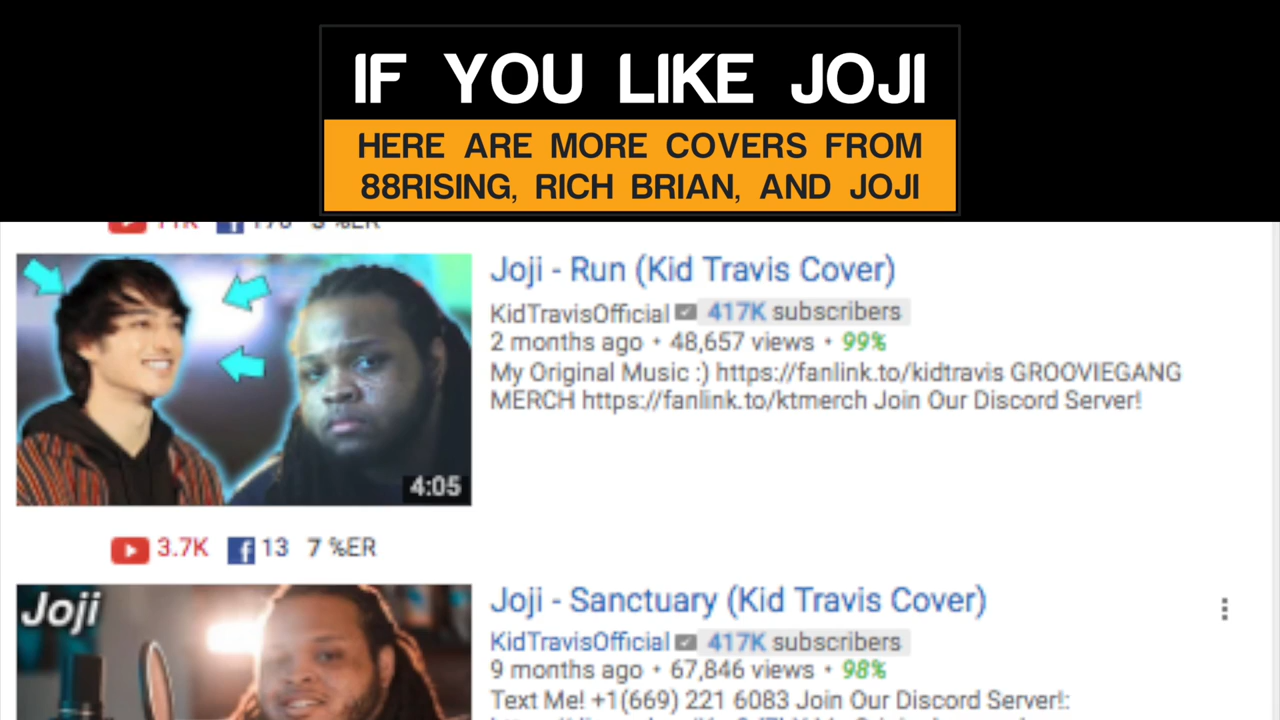 IF YOU LIKE JOJI
HERE ARE MORE COVERS FROM
88RISING, RICH BRIAN, AND JOJI
11K 170 3 %ER
Joji - Run (Kid Travis Cover)
KidTravisOfficial 417K subscribers
2 months ago • 48,657 views • 99%
My Original Music :) https://fanlink.to/kidtravis GROOVIEGANG
MERCH https://fanlink.to/ktmerch Join Our Discord Server!
4:05
3.7K f 13 7 %ER
Joji
Joji - Sanctuary (Kid Travis Cover)
KidTravisOfficial 417K subscribers
9 months ago • 67,846 views • 98%
Text Me! +1(669) 221 6083 Join Our Discord Server!: